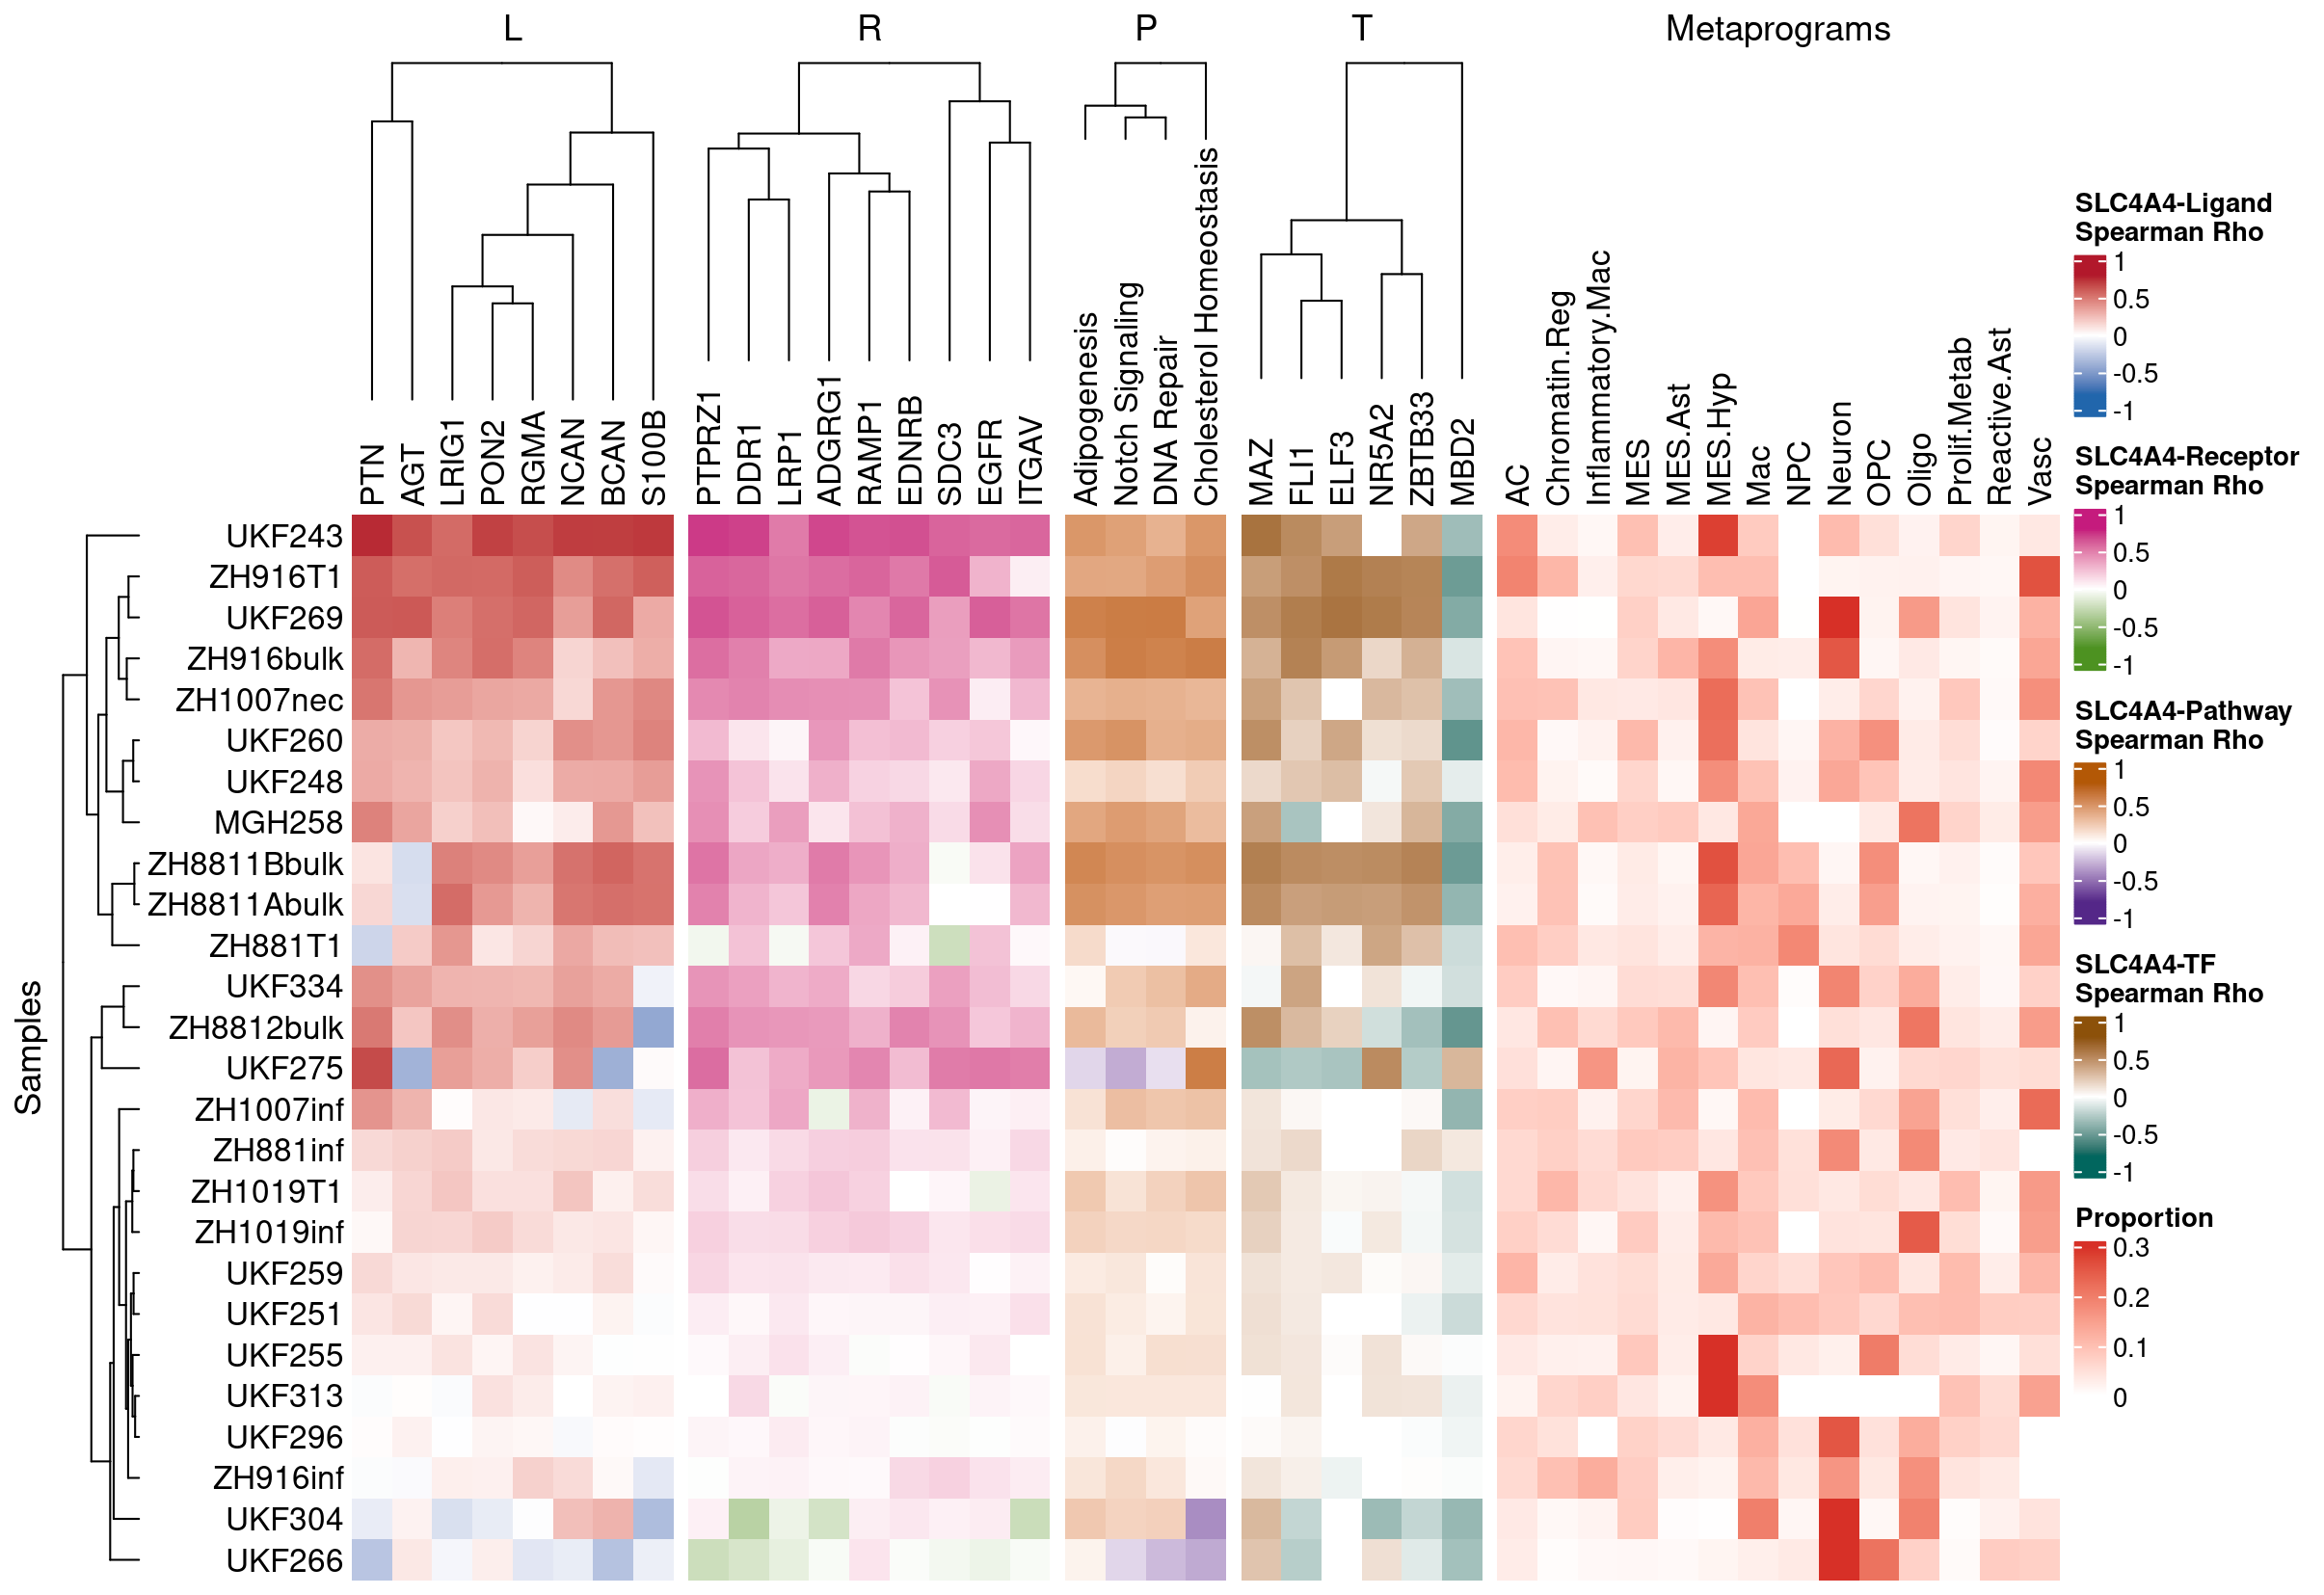 L R P T Metaprograms
PTN AGT LRIG1 PON2 RGMA NCAN BCAN S100B PTPRZ1 DDR1 LRP1 ADGRG1 RAMP1 EDNRB SDC3 EGFR ITGAV Adipogenesis Notch Signaling DNA Repair Cholesterol Homeostasis MAZ FLI1 ELF3 NR5A2 ZBTB33 MBD2 AC Chromatin.Reg Inflammatory.Mac MES MES.Ast MES.Hyp Mac NPC Neuron OPC Oligo Prolif.Metab Reactive.Ast Vasc
Samples
UKF243
ZH916T1
UKF269
ZH916bulk
ZH1007nec
UKF260
UKF248
MGH258
ZH8811Bbulk
ZH8811Abulk
ZH881T1
UKF334
ZH8812bulk
UKF275
ZH1007inf
ZH881inf
ZH1019T1
ZH1019inf
UKF259
UKF251
UKF255
UKF313
UKF296
ZH916inf
UKF304
UKF266
SLC4A4-Ligand
Spearman Rho
1
0.5
0
-0.5
-1
SLC4A4-Receptor
Spearman Rho
1
0.5
0
-0.5
-1
SLC4A4-Pathway
Spearman Rho
1
0.5
0
-0.5
-1
SLC4A4-TF
Spearman Rho
1
0.5
0
-0.5
-1
Proportion
0.3
0.2
0.1
0